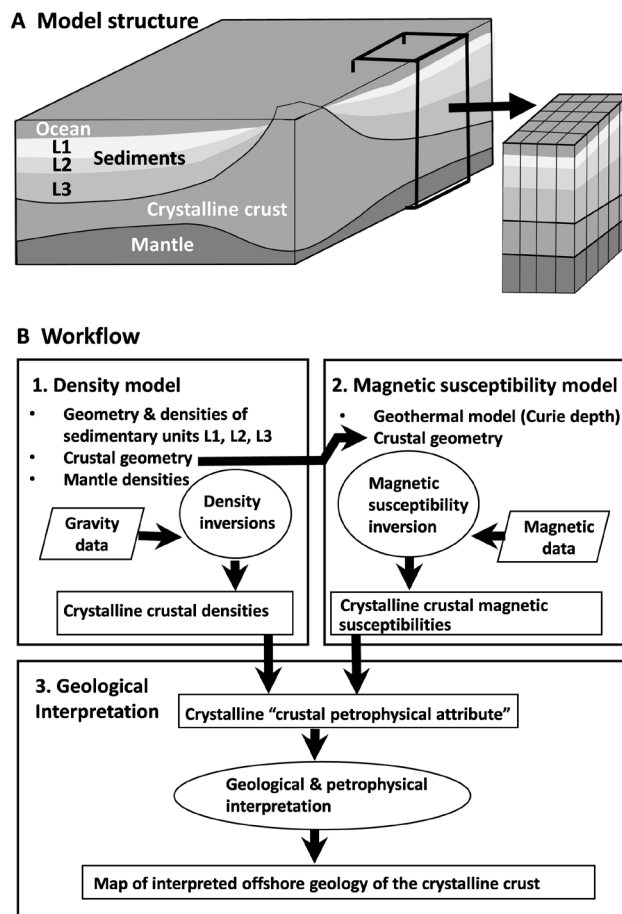 A Model structure
Ocean
L1
L2 Sediments
L3
Crystalline crust
Mantle
B Workflow
1. Density model
• Geometry & densities of
sedimentary units L1, L2, L3
• Crustal geometry
• Mantle densities
Density
inversions
Gravity
data
Crystalline crustal densities
2. Magnetic susceptibility model
• Geothermal model (Curie depth)
• Crustal geometry
Magnetic
susceptibility
inversion
Magnetic
data
Crystalline crustal magnetic
susceptibilities
3. Geological
Interpretation
Crystalline “crustal petrophysical attribute”
Geological & petrophysical
interpretation
Map of interpreted offshore geology of the crystalline crust